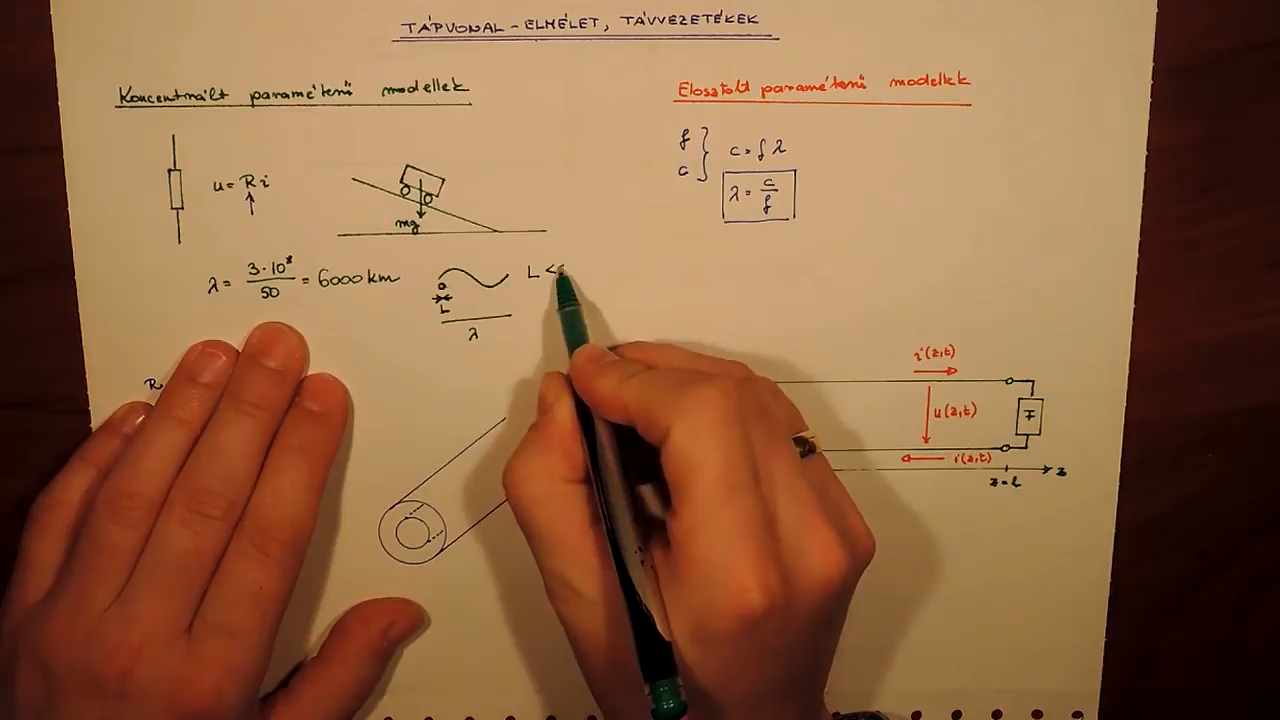 TÁPVONAL-ELMÉLET, TÁVVEZETÉKEK
Koncentrált paraméterű modellek
u = R i
mg
λ = 3·10⁸ / 50 = 6000 km
L
λ
L <<
R
Elosztott paraméterű modellek
f
c
c = f λ
λ = c / f
i(z,t)
u(z,t)
i(z,t)
z